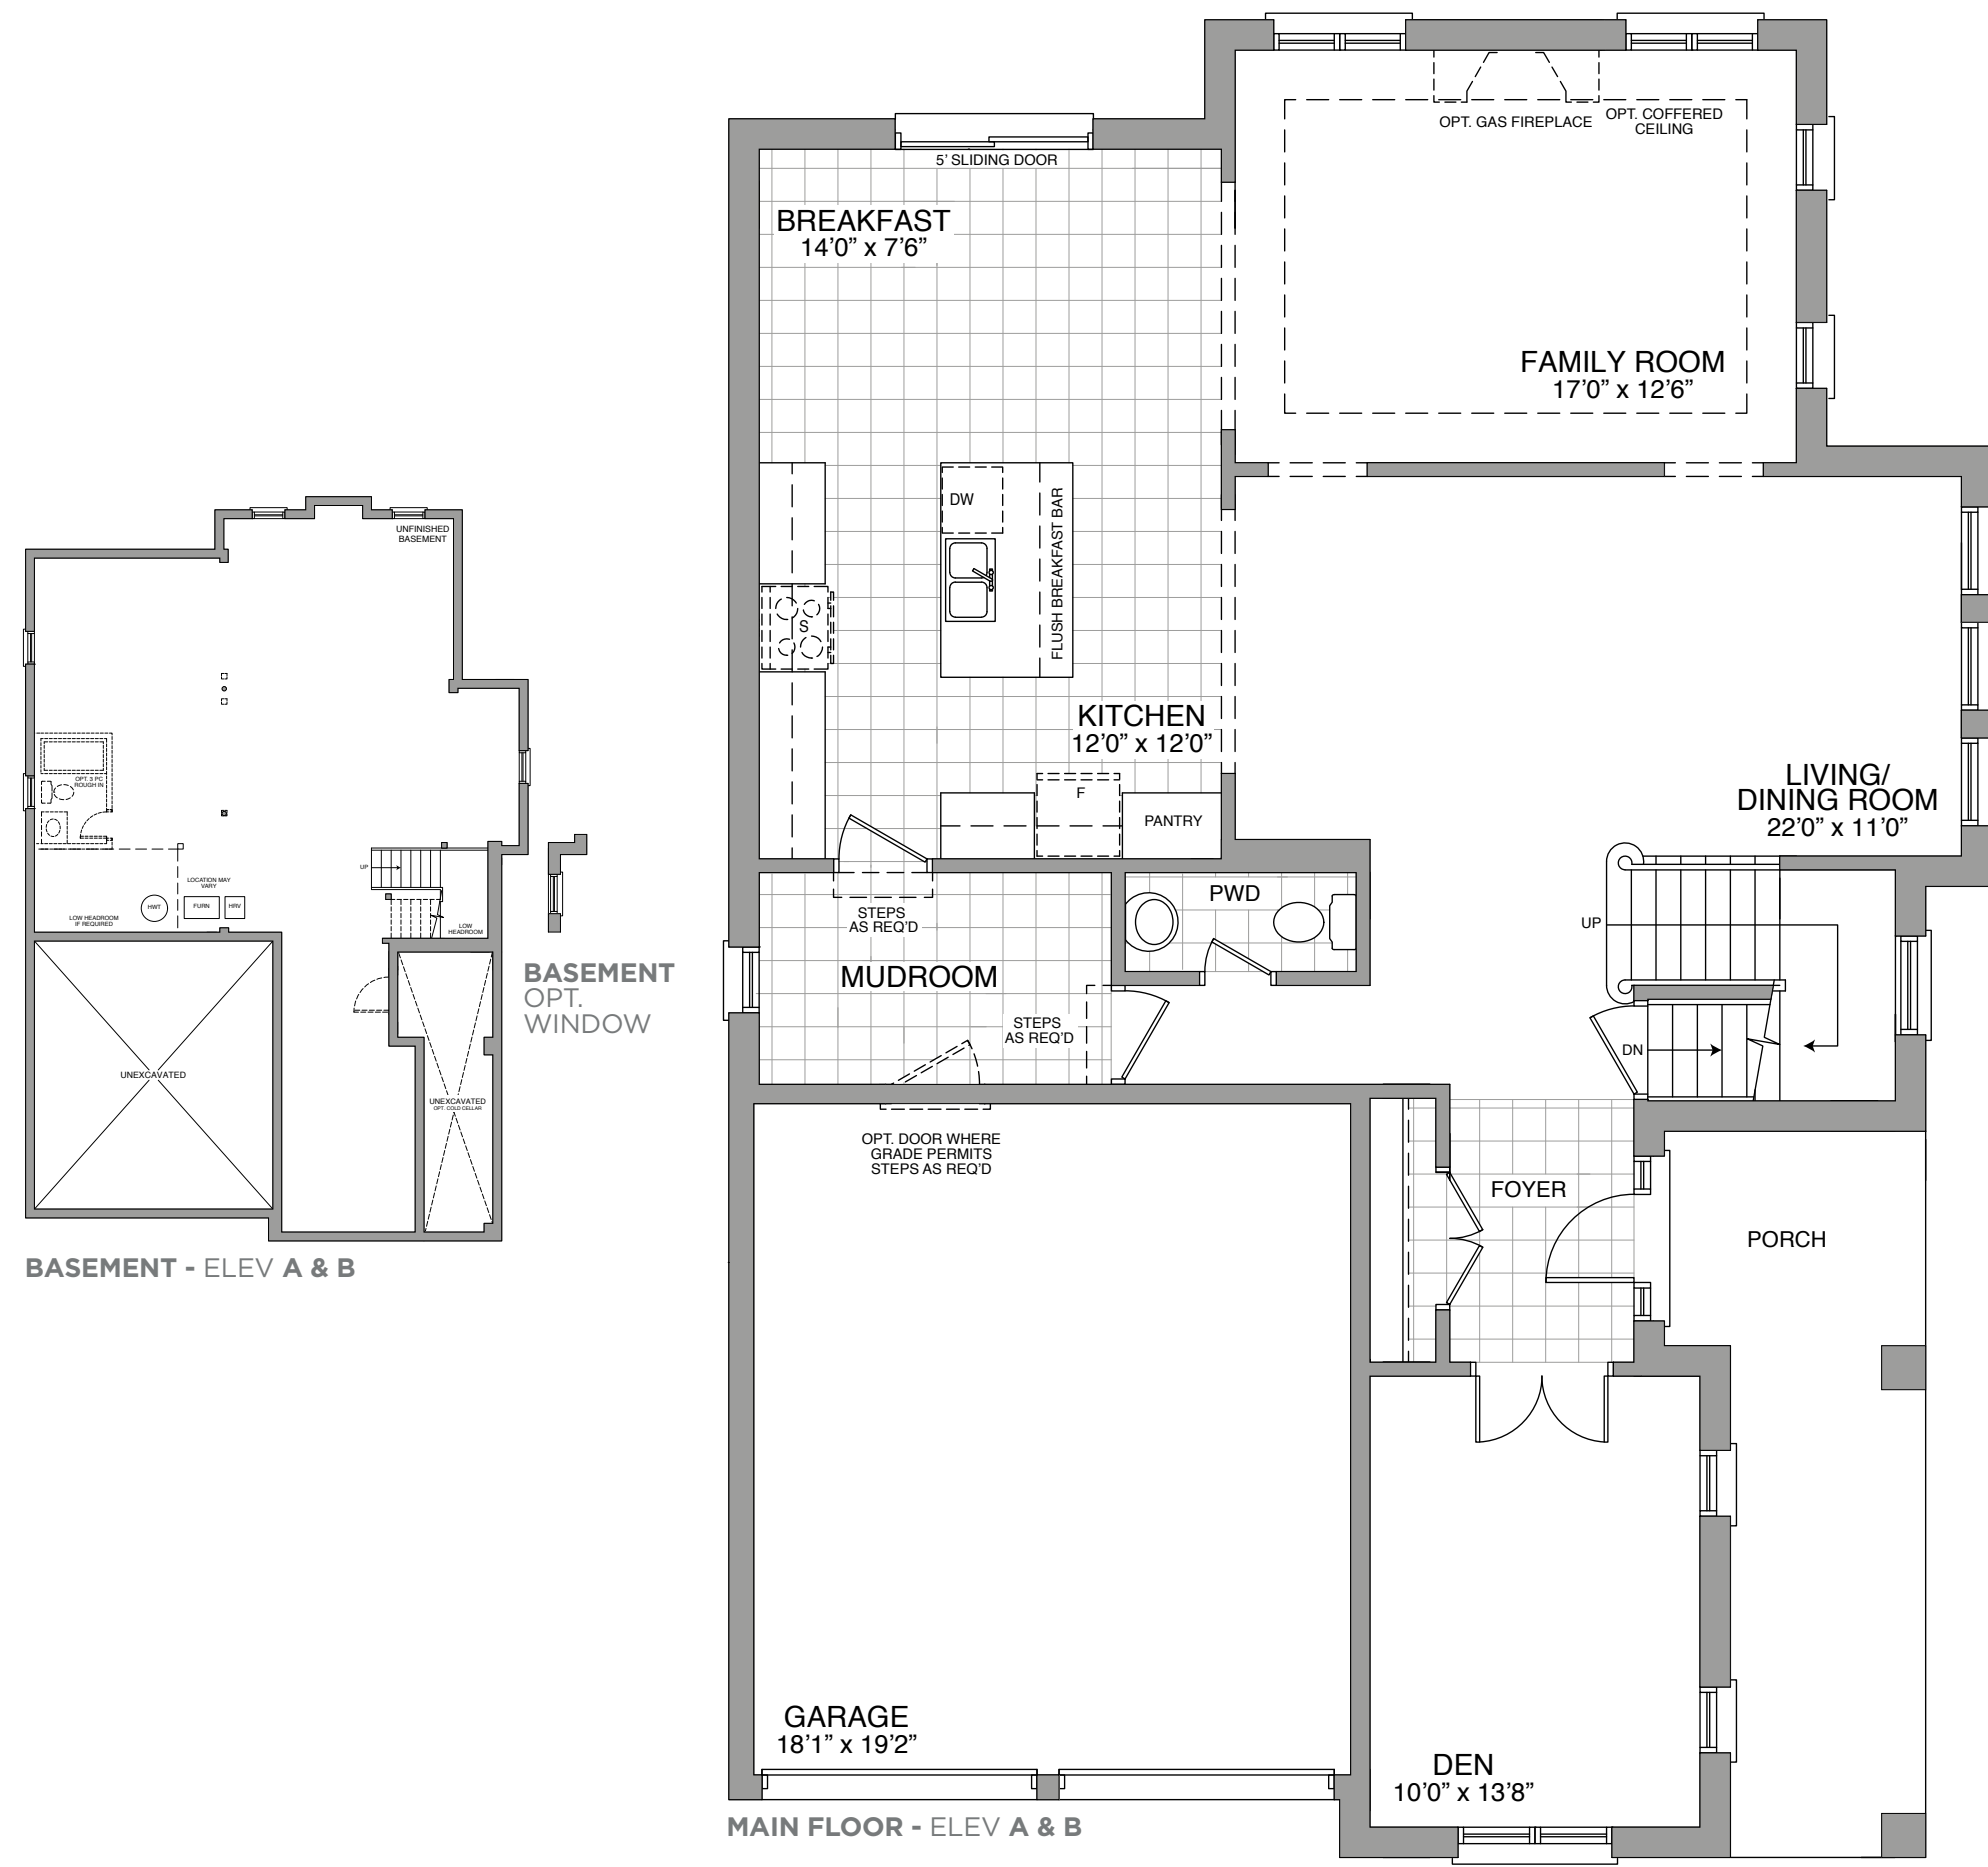 OPT. GAS FIREPLACE
OPT. COFFERED
CEILING
5' SLIDING DOOR
BREAKFAST
14'0” x 7'6”
FAMILY ROOM
17'0” x 12'6”
DW
FLUSH BREAKFAST BAR
S
KITCHEN
12'0” x 12'0”
F
PANTRY
LIVING/
DINING ROOM
22'0” x 11'0”
PWD
STEPS
AS REQ'D
MUDROOM
STEPS
AS REQ'D
UP
DN
OPT. DOOR WHERE
GRADE PERMITS
STEPS AS REQ'D
FOYER
PORCH
GARAGE
18'1” x 19'2”
DEN
10'0” x 13'8”
MAIN FLOOR - ELEV A & B
UNFINISHED
BASEMENT
OPT. 3 PC
ROUGH IN
UP
LOCATION MAY
VARY
HWT
FURN
HRV
LOW HEADROOM
IF REQUIRED
LOW
HEADROOM
UNEXCAVATED
UNEXCAVATED
OPT. COLD CELLAR
BASEMENT
OPT.
WINDOW
BASEMENT - ELEV A & B